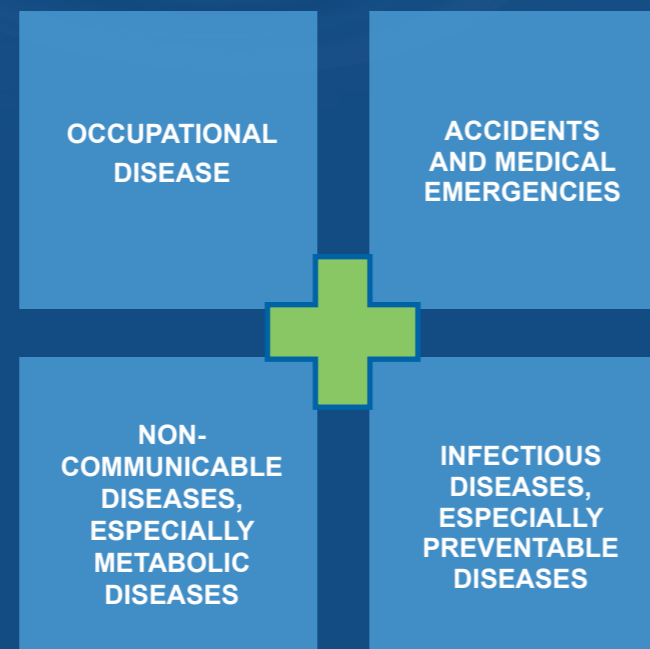 OCCUPATIONAL
DISEASE
ACCIDENTS
AND MEDICAL
EMERGENCIES
NON-
COMMUNICABLE
DISEASES,
ESPECIALLY
METABOLIC
DISEASES
INFECTIOUS
DISEASES,
ESPECIALLY
PREVENTABLE
DISEASES